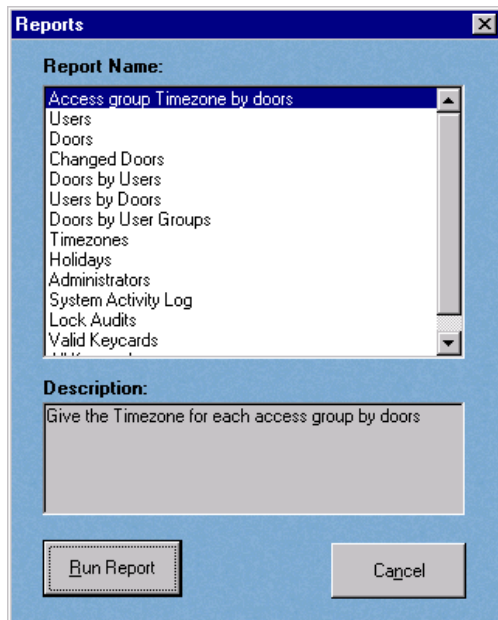 Reports
Report Name:
Access group Timezone by doors
Users
Doors
Changed Doors
Doors by Users
Users by Doors
Doors by User Groups
Timezones
Holidays
Administrators
System Activity Log
Lock Audits
Valid Keycards
Description:
Give the Timezone for each access group by doors
Run Report
Cancel